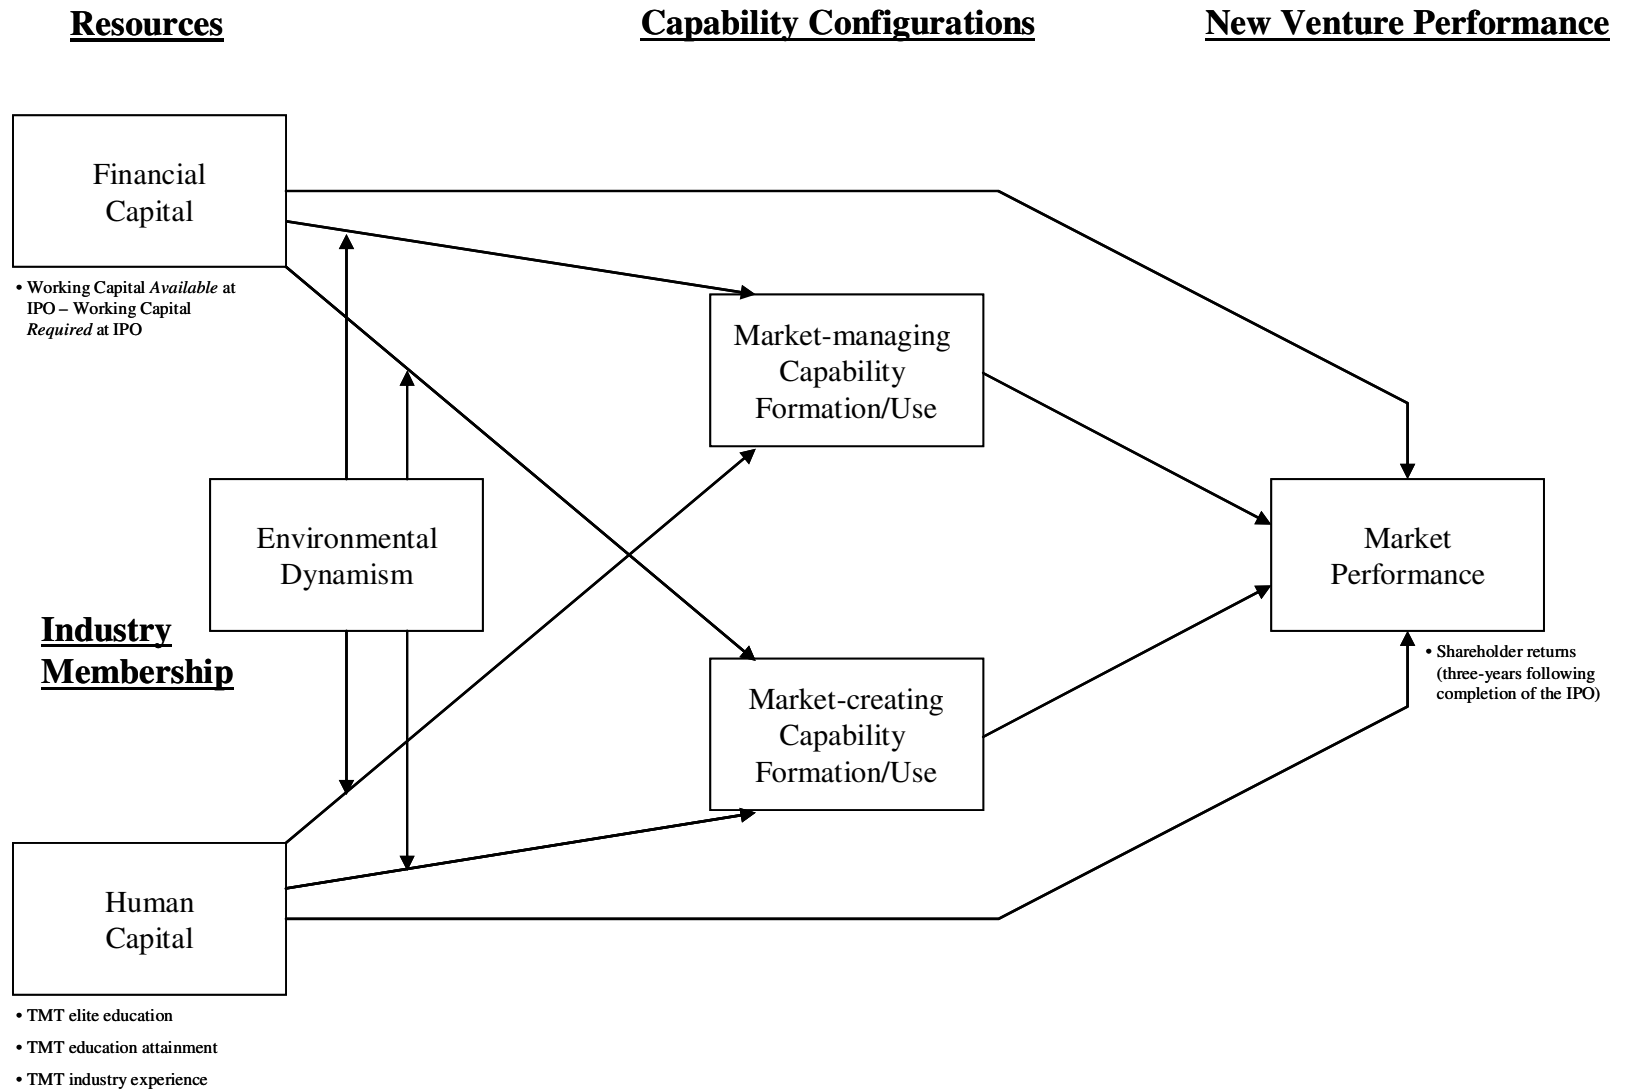 Resources
Capability Configurations
New Venture Performance
Financial
Capital
• Working Capital Available at
IPO – Working Capital
Required at IPO
Market-managing
Capability
Formation/Use
Environmental
Dynamism
Market
Performance
Industry
Membership
• Shareholder returns
(three-years following
completion of the IPO)
Market-creating
Capability
Formation/Use
Human
Capital
• TMT elite education
• TMT education attainment
• TMT industry experience